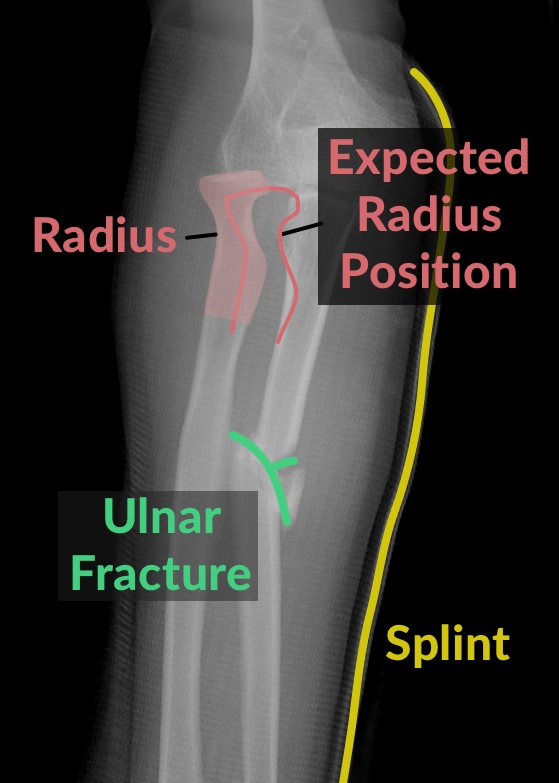 Expected
Radius
Position
Radius
Ulnar
Fracture
Splint